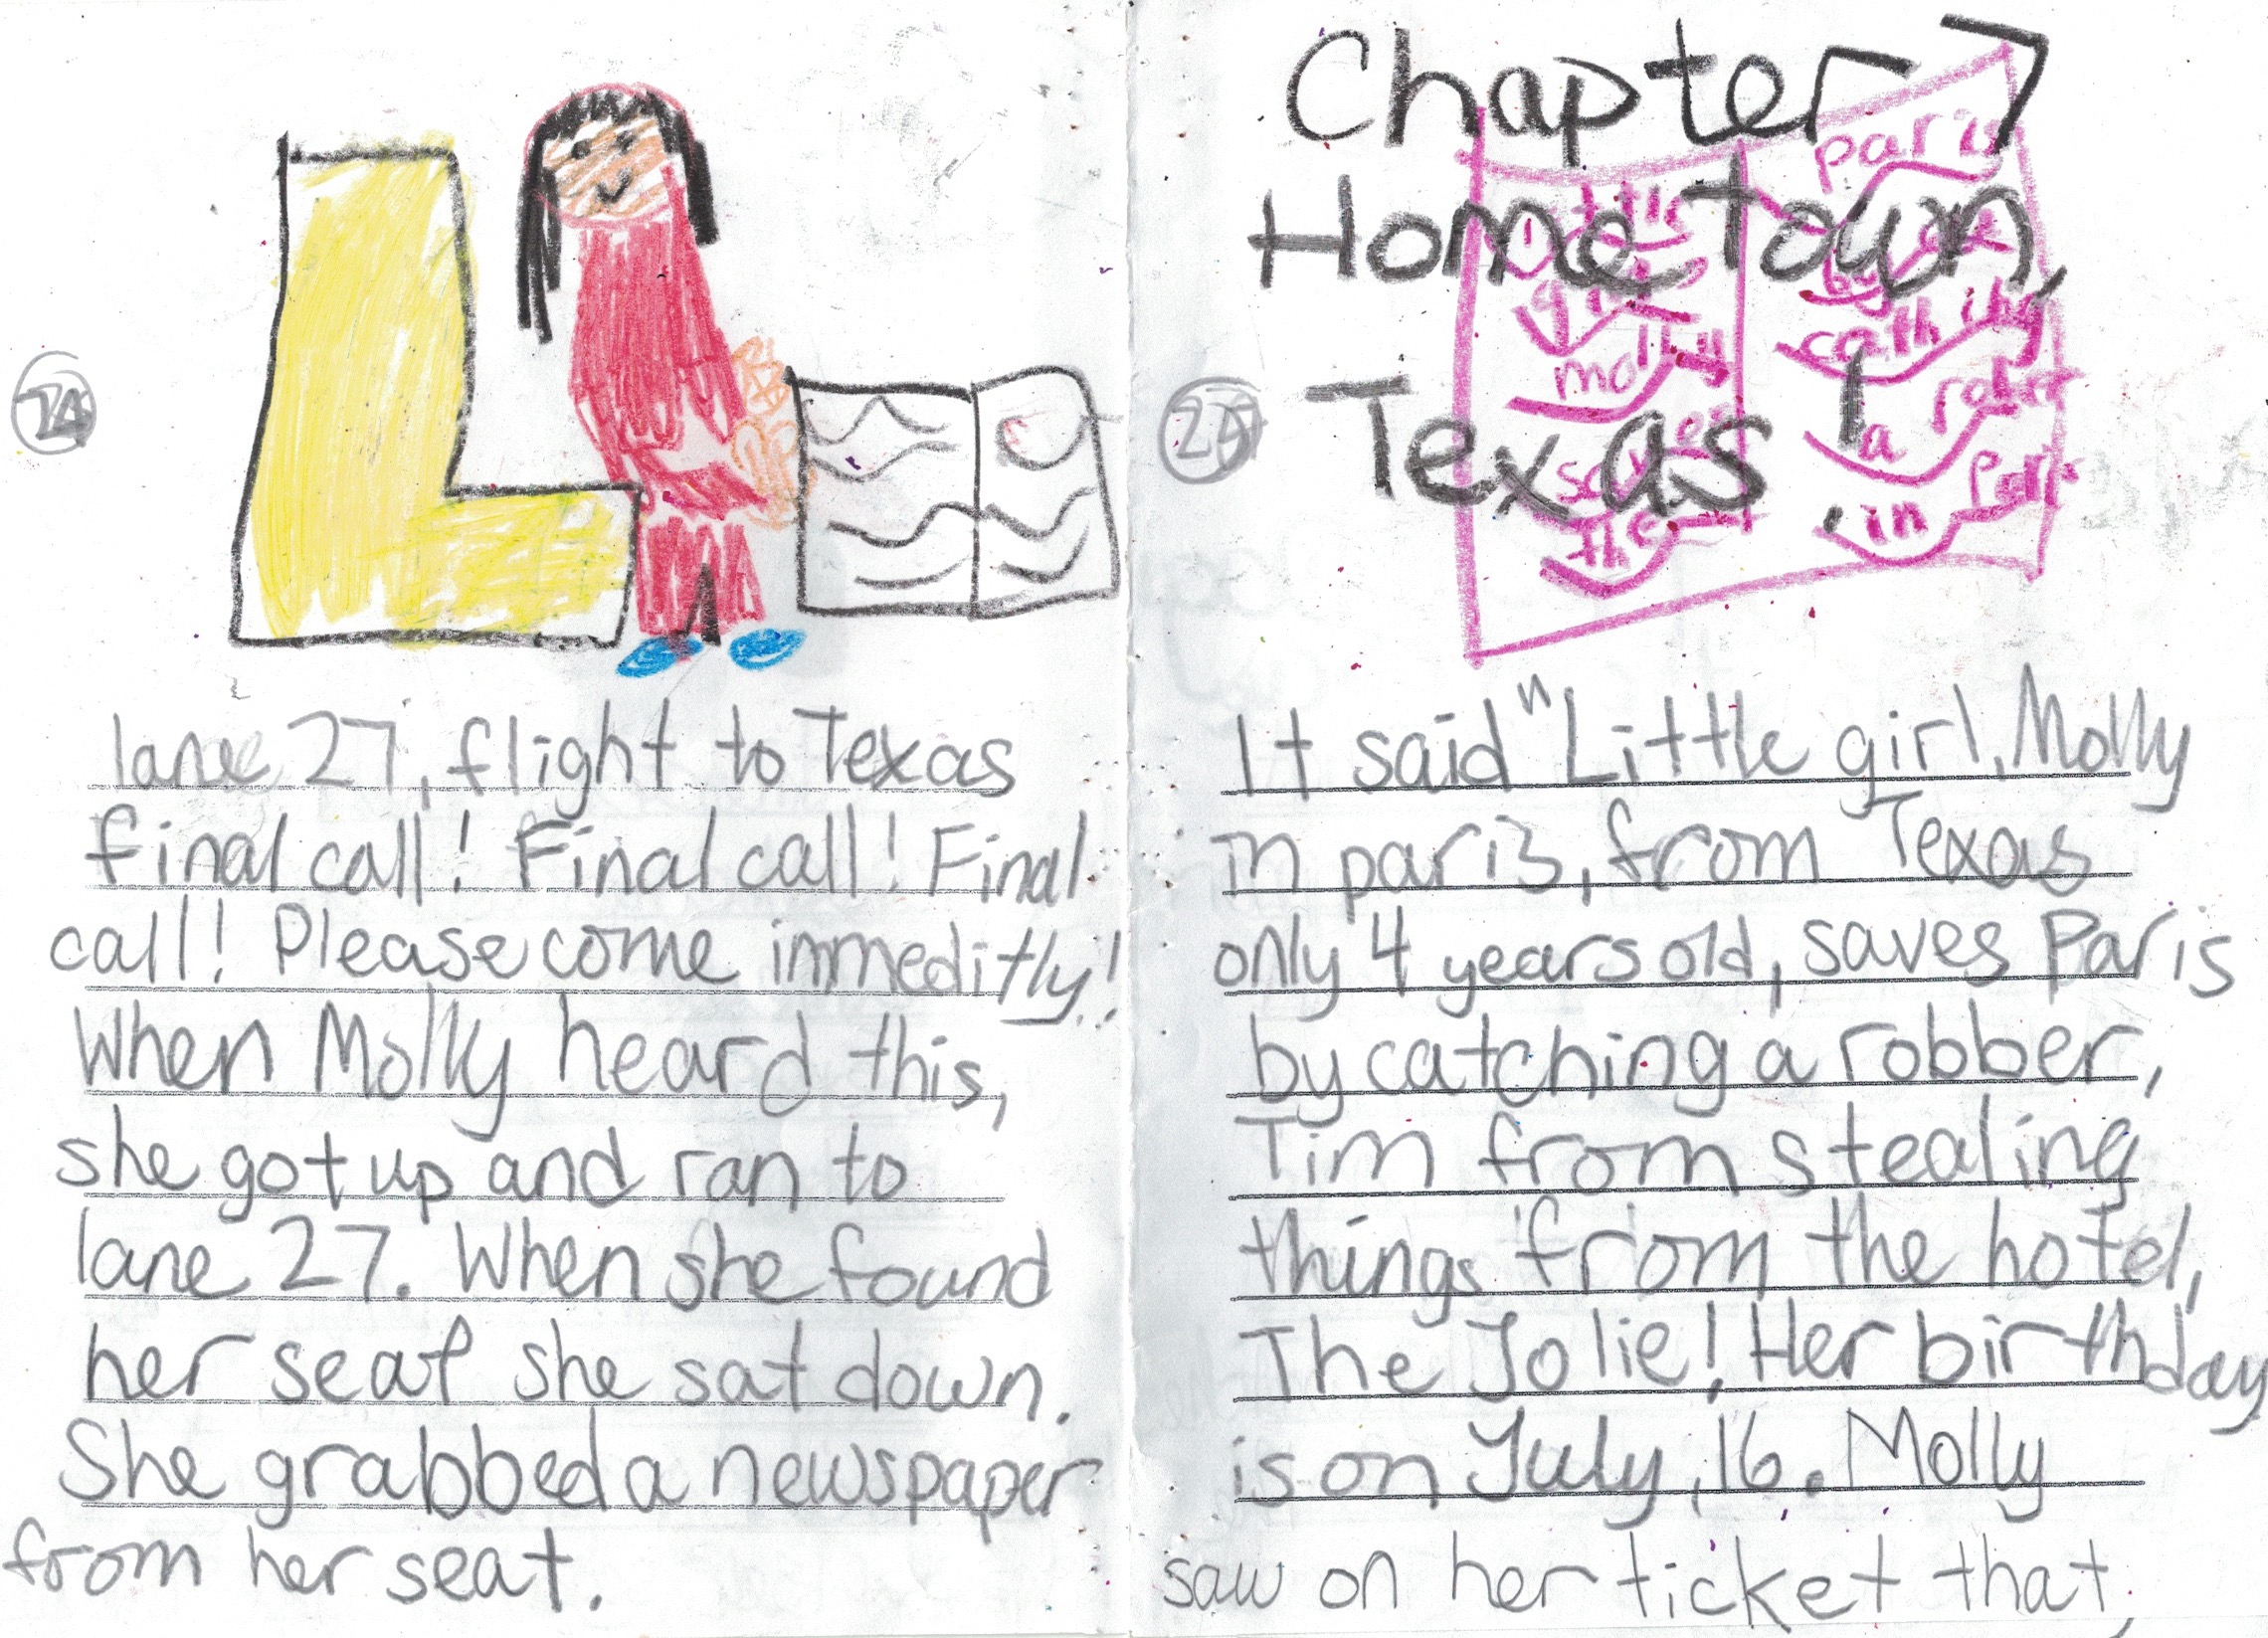 24
lane 27, flight to Texas
final call! Final call! Final
call! Please come immeditly!
When Molly heard this,
she got up and ran to
lane 27. When she found
her seat she sat down.
She grabbed a newspaper
from her seat.
Chapter 7
Home town,
Texas!
little
girl
molly
saves
the
paris
by
cathing
a robert
in Paris
25
It said "Little girl, Molly
in paris, from Texas
only 4 years old, saves Paris
by catching a robber,
Tim from stealing
things from the hotel,
The Jolie! Her birthday
is on July, 16. Molly
saw on her ticket that,